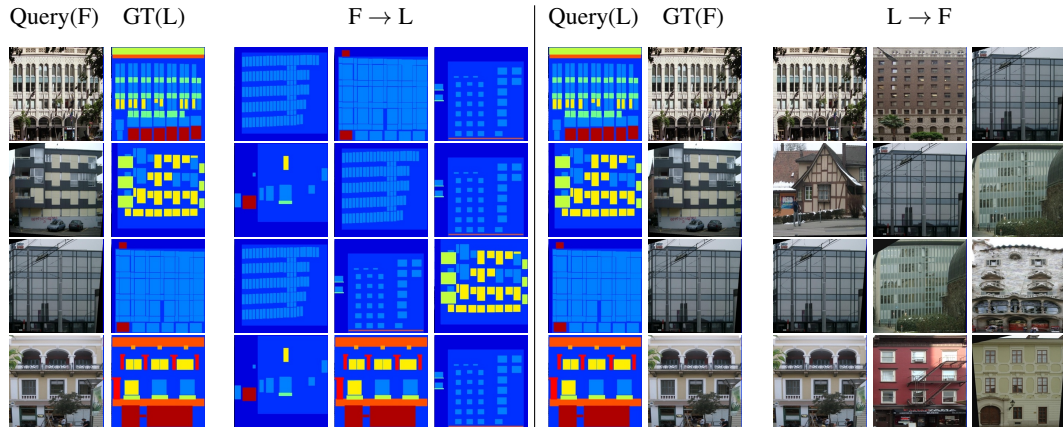 Query(F) GT(L) F → L Query(L) GT(F) L → F